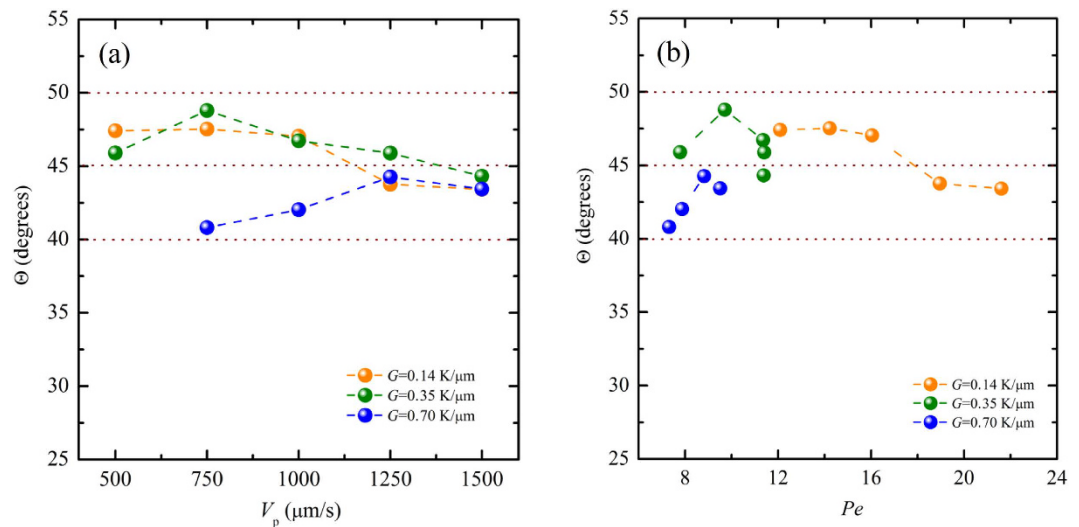 (a)
55
50
45
40
35
30
25
Θ (degrees)
G=0.14 K/μm
G=0.35 K/μm
G=0.70 K/μm
500 750 1000 1250 1500
Vp (μm/s)
(b)
55
50
45
40
35
30
25
Θ (degrees)
G=0.14 K/μm
G=0.35 K/μm
G=0.70 K/μm
8 12 16 20 24
Pe